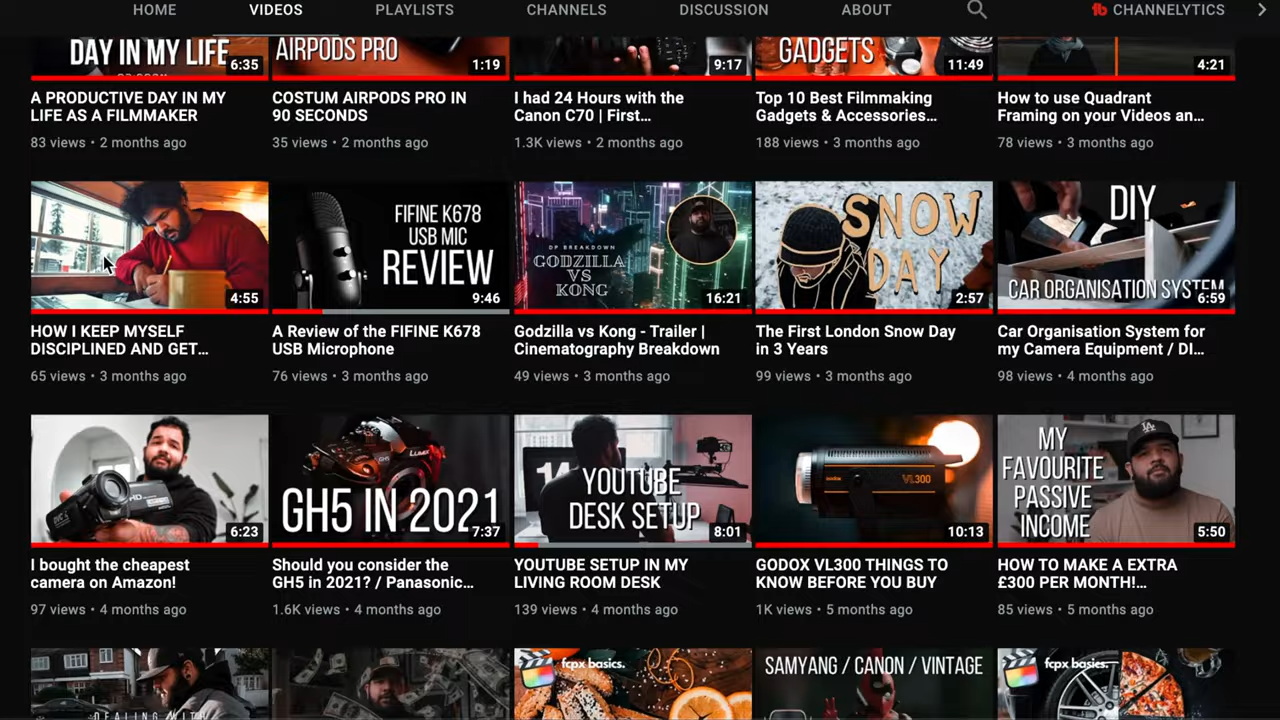 HOME VIDEOS PLAYLISTS CHANNELS DISCUSSION ABOUT CHANNELYTICS
DAY IN MY LIFE
6:35
AIRPODS PRO
1:19
9:17
GADGETS
11:49
4:21
A PRODUCTIVE DAY IN MY
LIFE AS A FILMMAKER
83 views • 2 months ago
COSTUM AIRPODS PRO IN
90 SECONDS
35 views • 2 months ago
I had 24 Hours with the
Canon C70 | First...
1.3K views • 2 months ago
Top 10 Best Filmmaking
Gadgets & Accessories...
188 views • 3 months ago
How to use Quadrant
Framing on your Videos an...
78 views • 3 months ago
4:55
FIFINE K678
USB MIC
REVIEW
9:46
DP BREAKDOWN
GODZILLA
VS
KONG
16:21
SNOW
DAY
2:57
DIY
CAR ORGANISATION SYSTEM
6:59
HOW I KEEP MYSELF
DISCIPLINED AND GET...
65 views • 3 months ago
A Review of the FIFINE K678
USB Microphone
76 views • 3 months ago
Godzilla vs Kong - Trailer |
Cinematography Breakdown
49 views • 3 months ago
The First London Snow Day
in 3 Years
99 views • 3 months ago
Car Organisation System for
my Camera Equipment / DI...
98 views • 4 months ago
6:23
GH5 IN 2021
7:37
YOUTUBE
DESK SETUP
8:01
VL300
10:13
MY
FAVOURITE
PASSIVE
INCOME
5:50
I bought the cheapest
camera on Amazon!
97 views • 4 months ago
Should you consider the
GH5 in 2021? / Panasonic...
1.6K views • 4 months ago
YOUTUBE SETUP IN MY
LIVING ROOM DESK
139 views • 4 months ago
GODOX VL300 THINGS TO
KNOW BEFORE YOU BUY
1K views • 5 months ago
HOW TO MAKE A EXTRA
£300 PER MONTH!...
85 views • 5 months ago
DEALING WITH
fcpx basics.
SAMYANG / CANON / VINTAGE
fcpx basics.